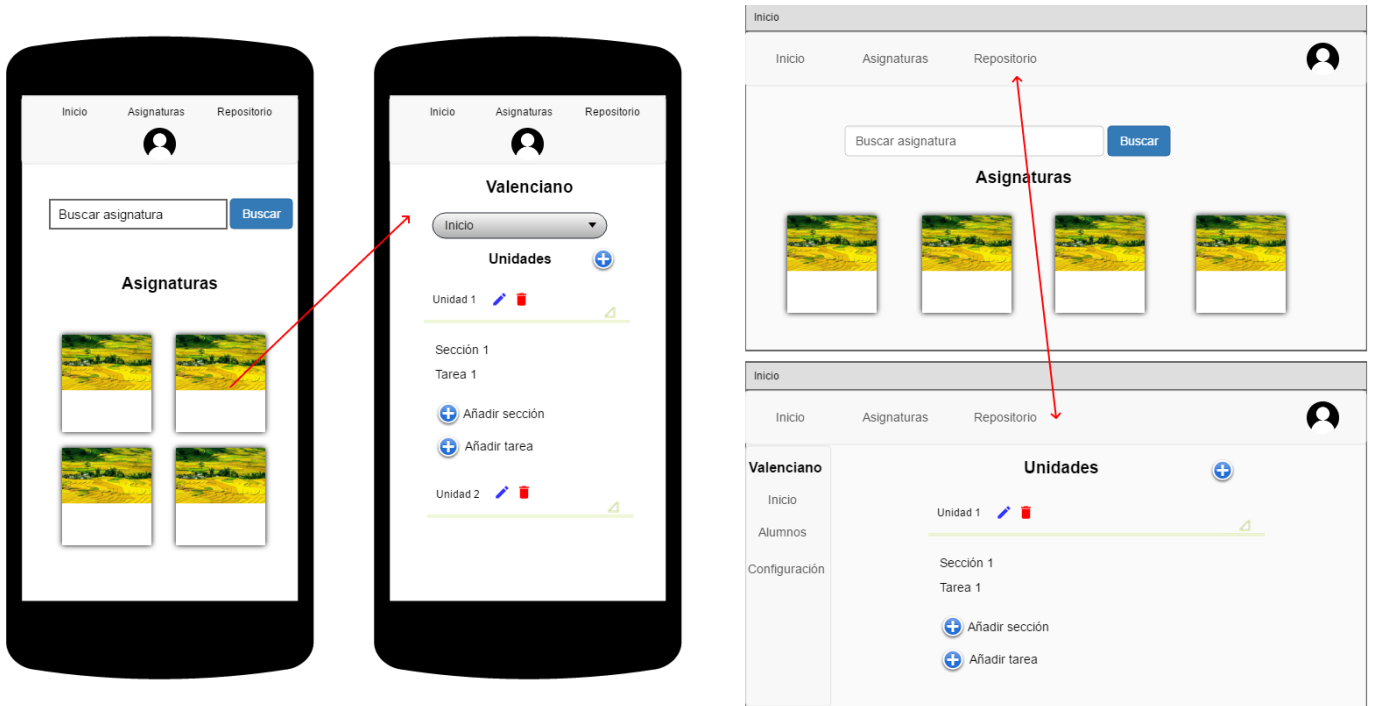 Inicio Asignaturas Repositorio
Buscar asignatura Buscar
Asignaturas
Inicio Asignaturas Repositorio
Valenciano
Inicio
Unidades
Unidad 1
Sección 1
Tarea 1
Añadir sección
Añadir tarea
Unidad 2
Inicio
Inicio Asignaturas Repositorio
Buscar asignatura Buscar
Asignaturas
Inicio
Inicio Asignaturas Repositorio
Valenciano
Inicio
Alumnos
Configuración
Unidades
Unidad 1
Sección 1
Tarea 1
Añadir sección
Añadir tarea